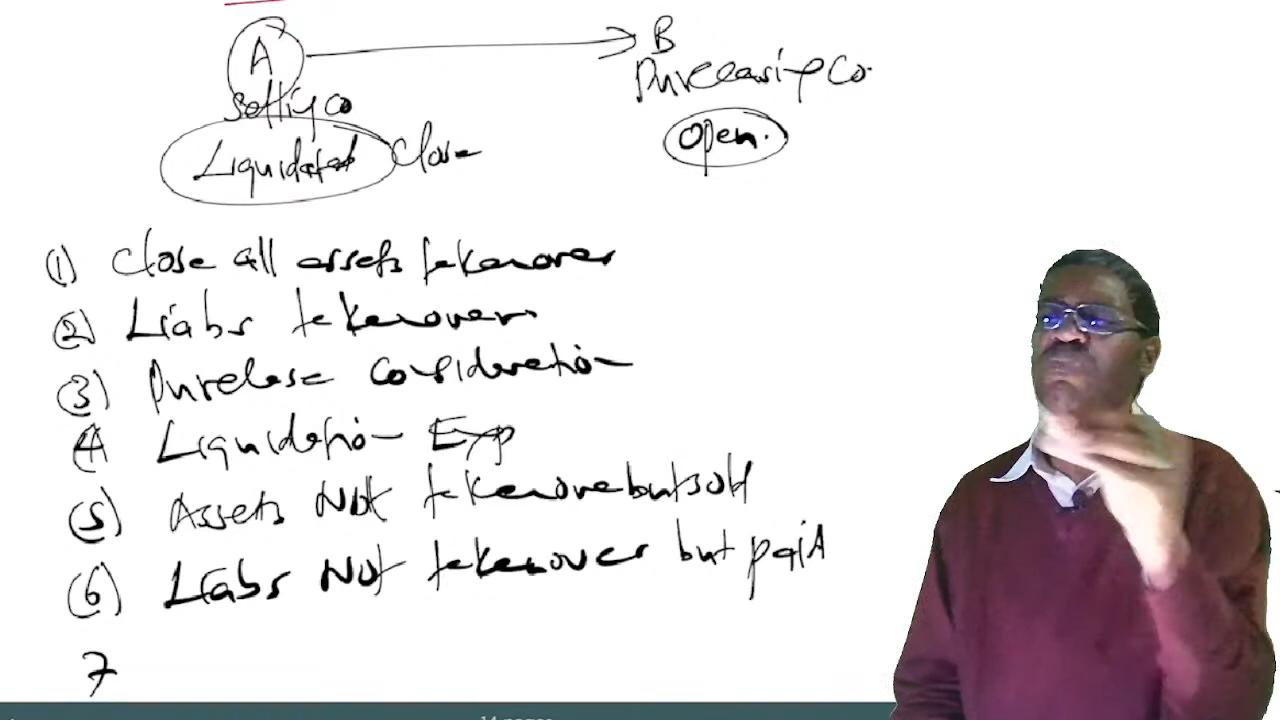 A B
Purchasing Co.
Selling co
Liquidated Close
Open.
(1) Close all assets takenover
(2) Liabs takenover
(3) Purchase Consideration
(4) Liquidation Exp
(5) Assets Not takenover but sold
(6) Liabs Not takenover but paid
7